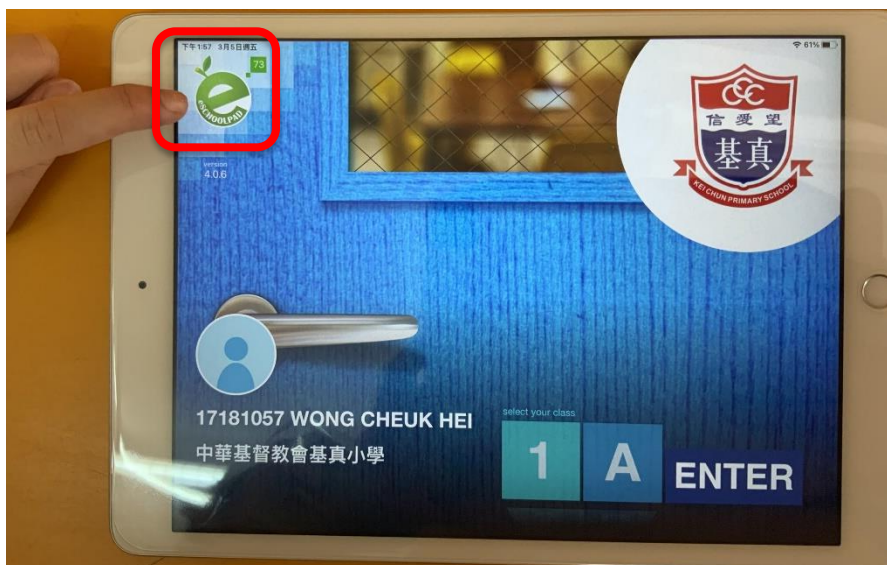 下午1:57 3月5日週五
61%
73
e
eSCHOOLPAD
version
4.0.6
CCC
信愛望
基真
KEI CHUN PRIMARY SCHOOL
17181057 WONG CHEUK HEI
中華基督教會基真小學
select your class
1 A ENTER